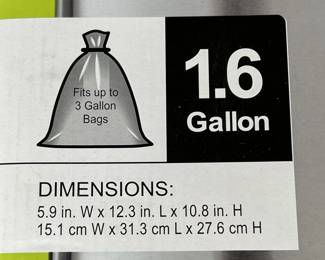 Fits up to
3 Gallon
Bags
1.6
Gallon
DIMENSIONS:
5.9 in. W x 12.3 in. L x 10.8 in. H
15.1 cm W x 31.3 cm L x 27.6 cm H